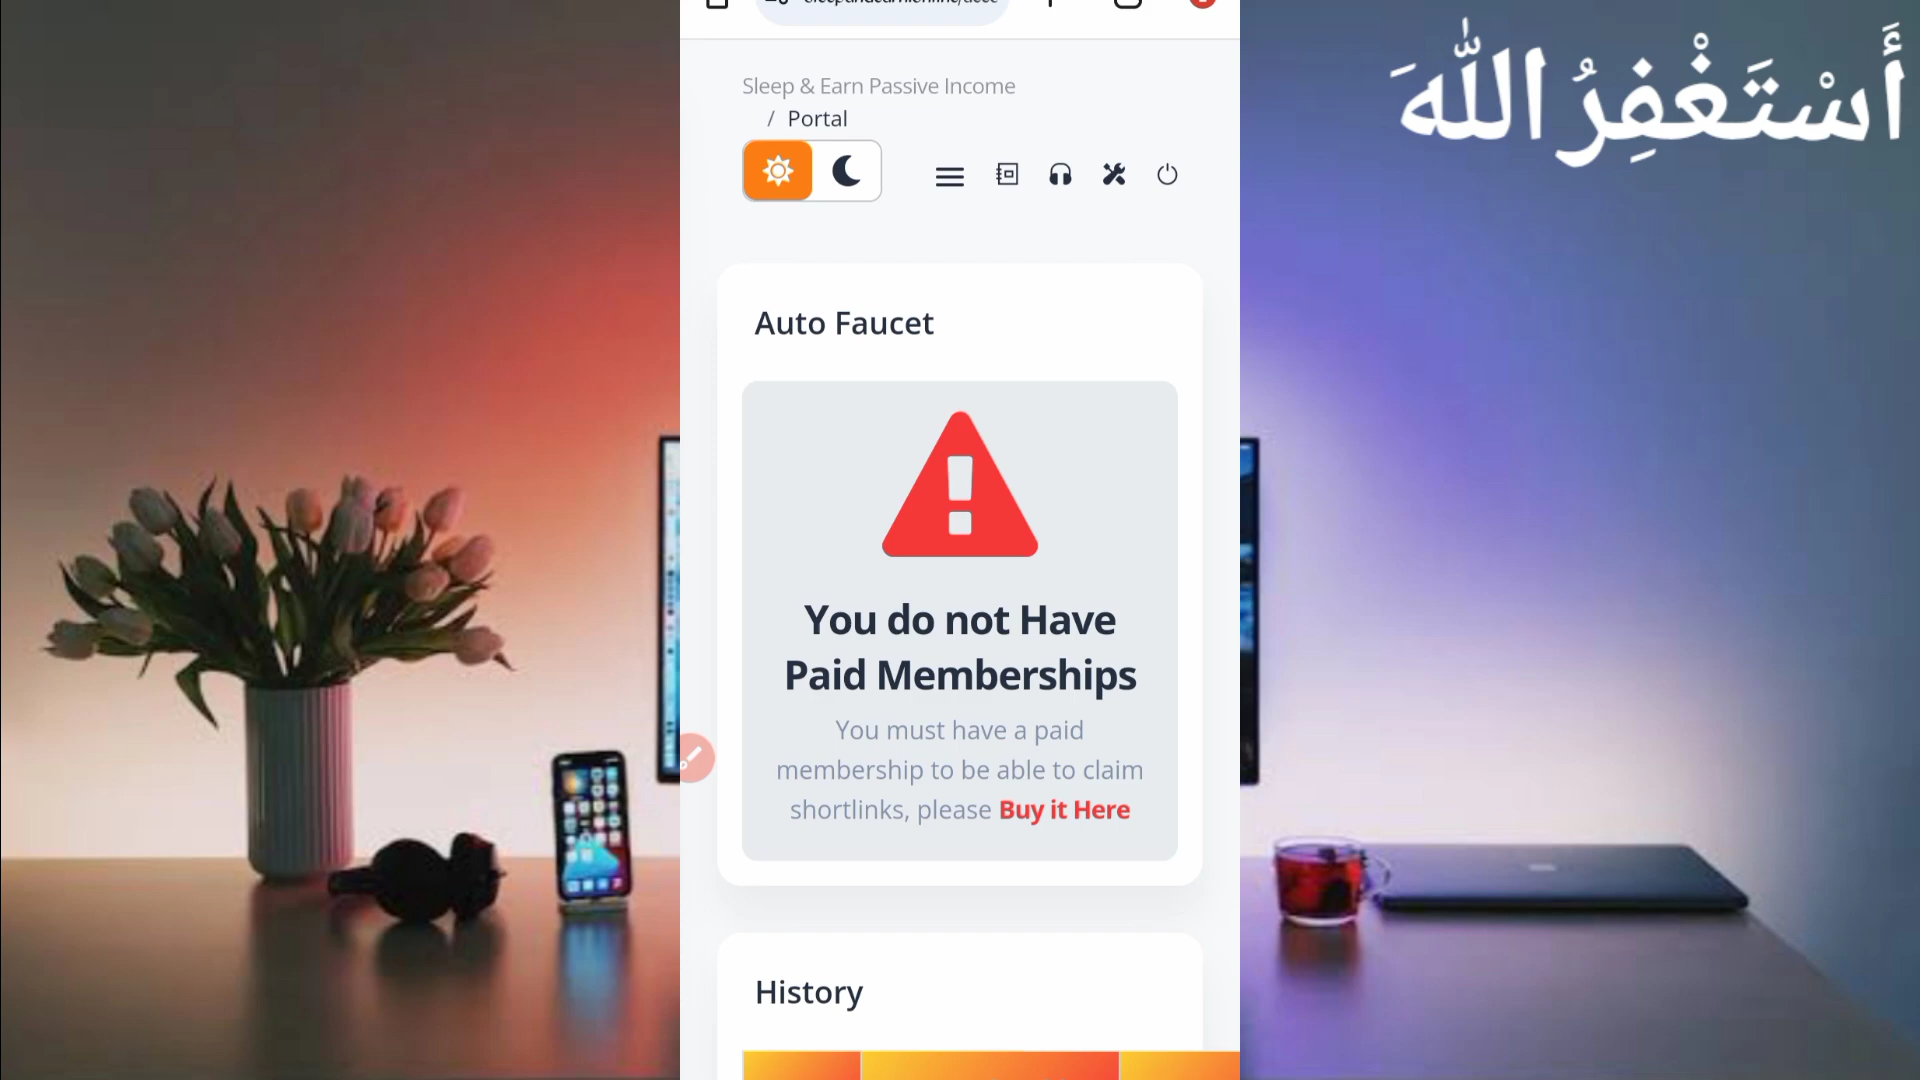 Sleep & Earn Passive Income
/ Portal
أَسْتَغْفِرُ اللّٰهَ
Auto Faucet
You do not Have
Paid Memberships
You must have a paid
membership to be able to claim
shortlinks, please Buy it Here
History